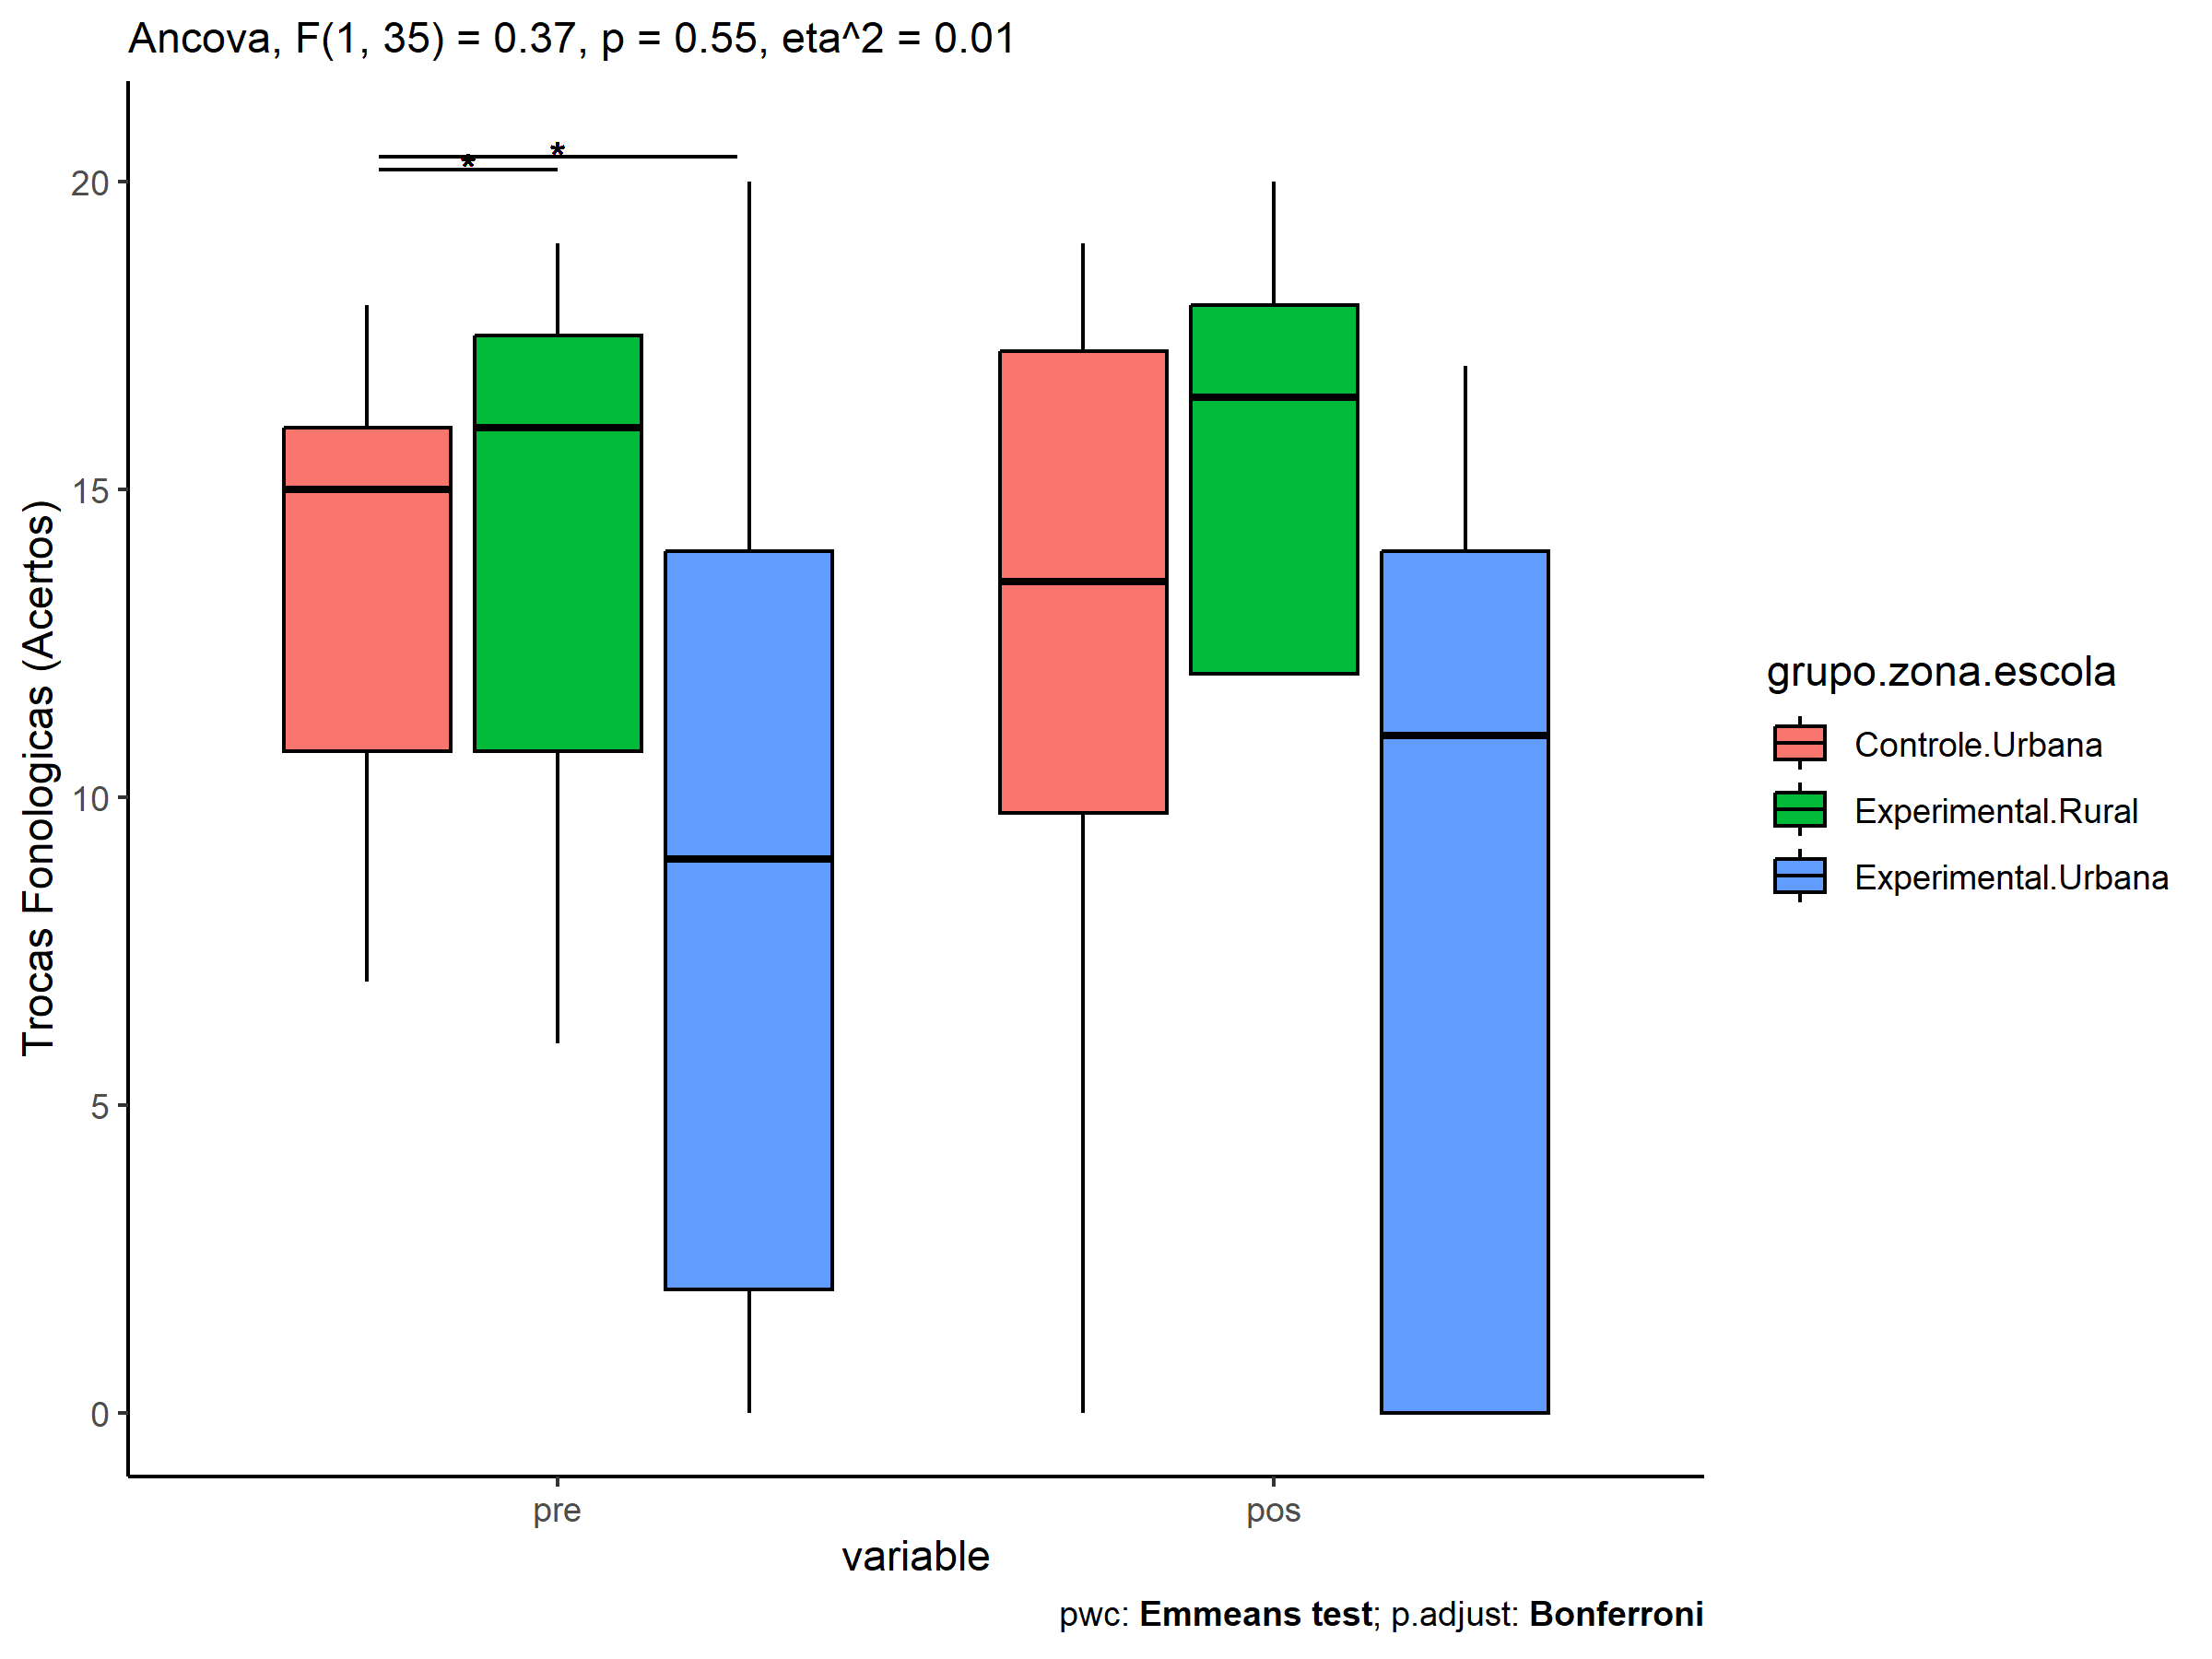 Ancova, F(1, 35) = 0.37, p = 0.55, eta^2 = 0.01
*
*
20
15
10
5
0
Trocas Fonologicas (Acertos)
pre
pos
variable
grupo.zona.escola
Controle.Urbana
Experimental.Rural
Experimental.Urbana
pwc: Emmeans test; p.adjust: Bonferroni